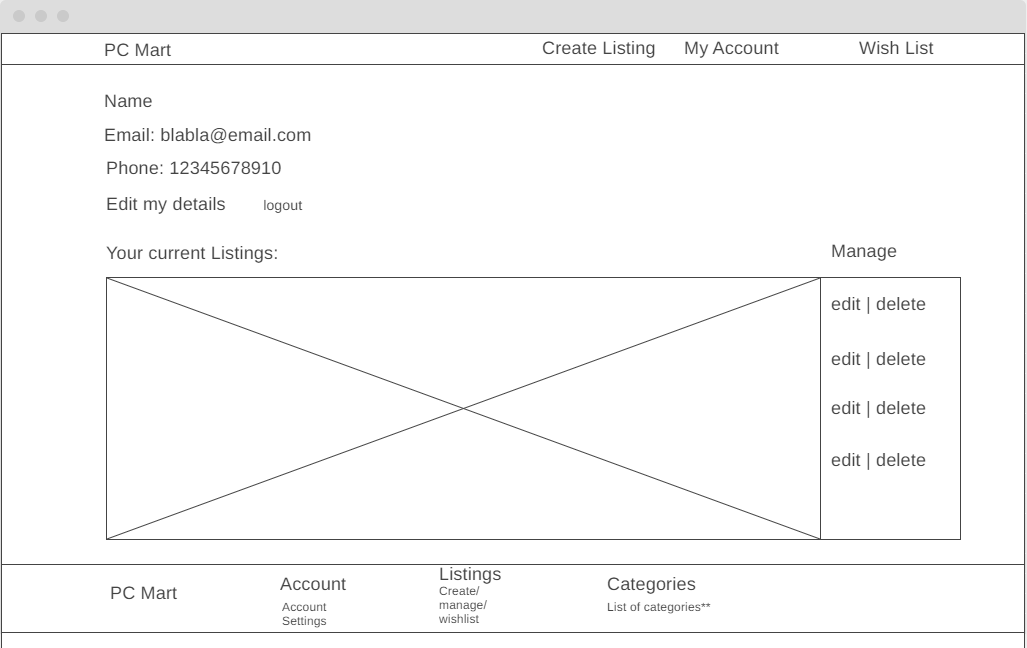 PC Mart Create Listing My Account Wish List
Name
Email: blabla@email.com
Phone: 12345678910
Edit my details logout
Your current Listings: Manage
edit | delete
edit | delete
edit | delete
edit | delete
PC Mart
Account
Account
Settings
Listings
Create/
manage/
wishlist
Categories
List of categories**